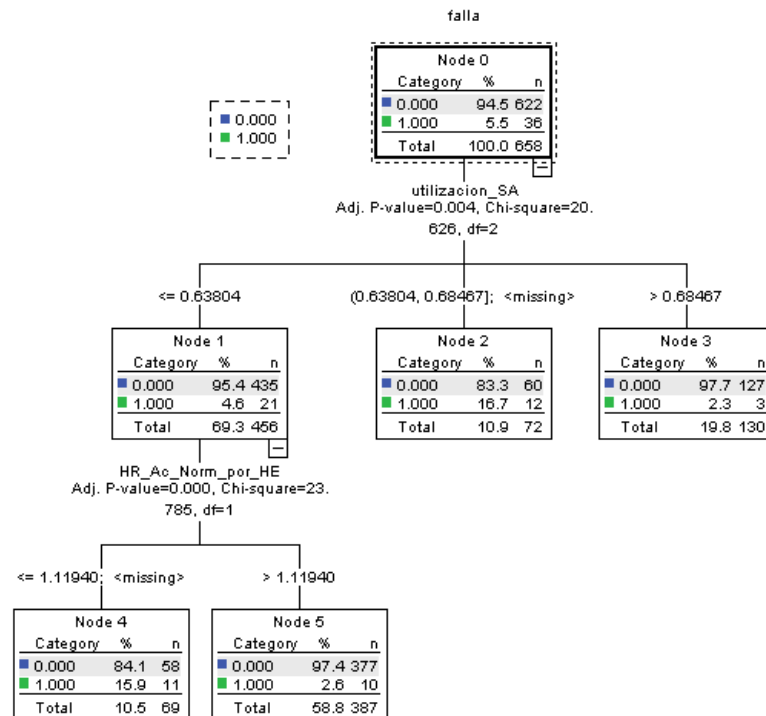 falla
Node 0
Category % n
0.000 94.5 622
1.000 5.5 36
Total 100.0 658
0.000
1.000
utilizacion_SA
Adj. P-value=0.004, Chi-square=20.
626, df=2
<= 0.63804
(0.63804, 0.68467]; <missing>
> 0.68467
Node 1
Category % n
0.000 95.4 435
1.000 4.6 21
Total 69.3 456
Node 2
Category % n
0.000 83.3 60
1.000 16.7 12
Total 10.9 72
Node 3
Category % n
0.000 97.7 127
1.000 2.3 3
Total 19.8 130
HR_Ac_Norm_por_HE
Adj. P-value=0.000, Chi-square=23.
785, df=1
<= 1.11940; <missing>
> 1.11940
Node 4
Category % n
0.000 84.1 58
1.000 15.9 11
Total 10.5 69
Node 5
Category % n
0.000 97.4 377
1.000 2.6 10
Total 58.8 387